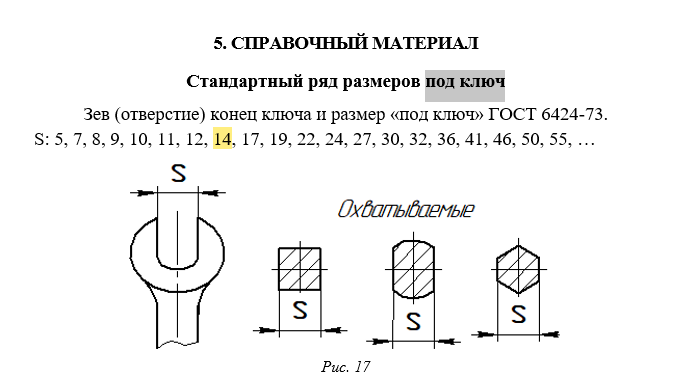 5. СПРАВОЧНЫЙ МАТЕРИАЛ
Стандартный ряд размеров под ключ
Зев (отверстие) конец ключа и размер «под ключ» ГОСТ 6424-73.
S: 5, 7, 8, 9, 10, 11, 12, 14, 17, 19, 22, 24, 27, 30, 32, 36, 41, 46, 50, 55, …
S
Охватываемые
S
S
S
Рис. 17